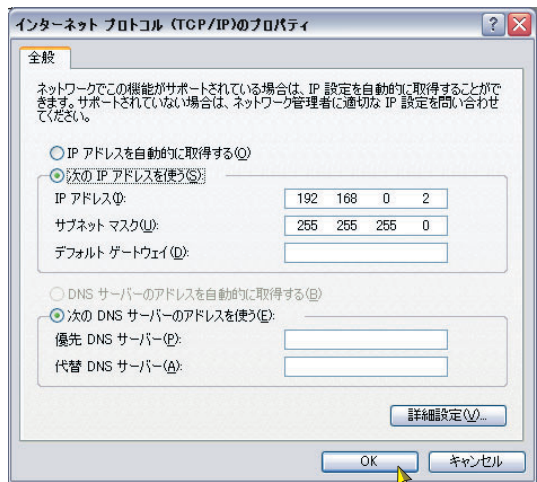 インターネット プロトコル (TCP/IP)のプロパティ
全般
ネットワークでこの機能がサポートされている場合は、IP 設定を自動的に取得することがで
きます。サポートされていない場合は、ネットワーク管理者に適切な IP 設定を問い合わせ
てください。
IP アドレスを自動的に取得する(O)
次の IP アドレスを使う(S):
IP アドレス(I): 192 168 0 2
サブネット マスク(U): 255 255 255 0
デフォルト ゲートウェイ(D):
DNS サーバーのアドレスを自動的に取得する(B)
次の DNS サーバーのアドレスを使う(E):
優先 DNS サーバー(P):
代替 DNS サーバー(A):
詳細設定(V)...
OK キャンセル